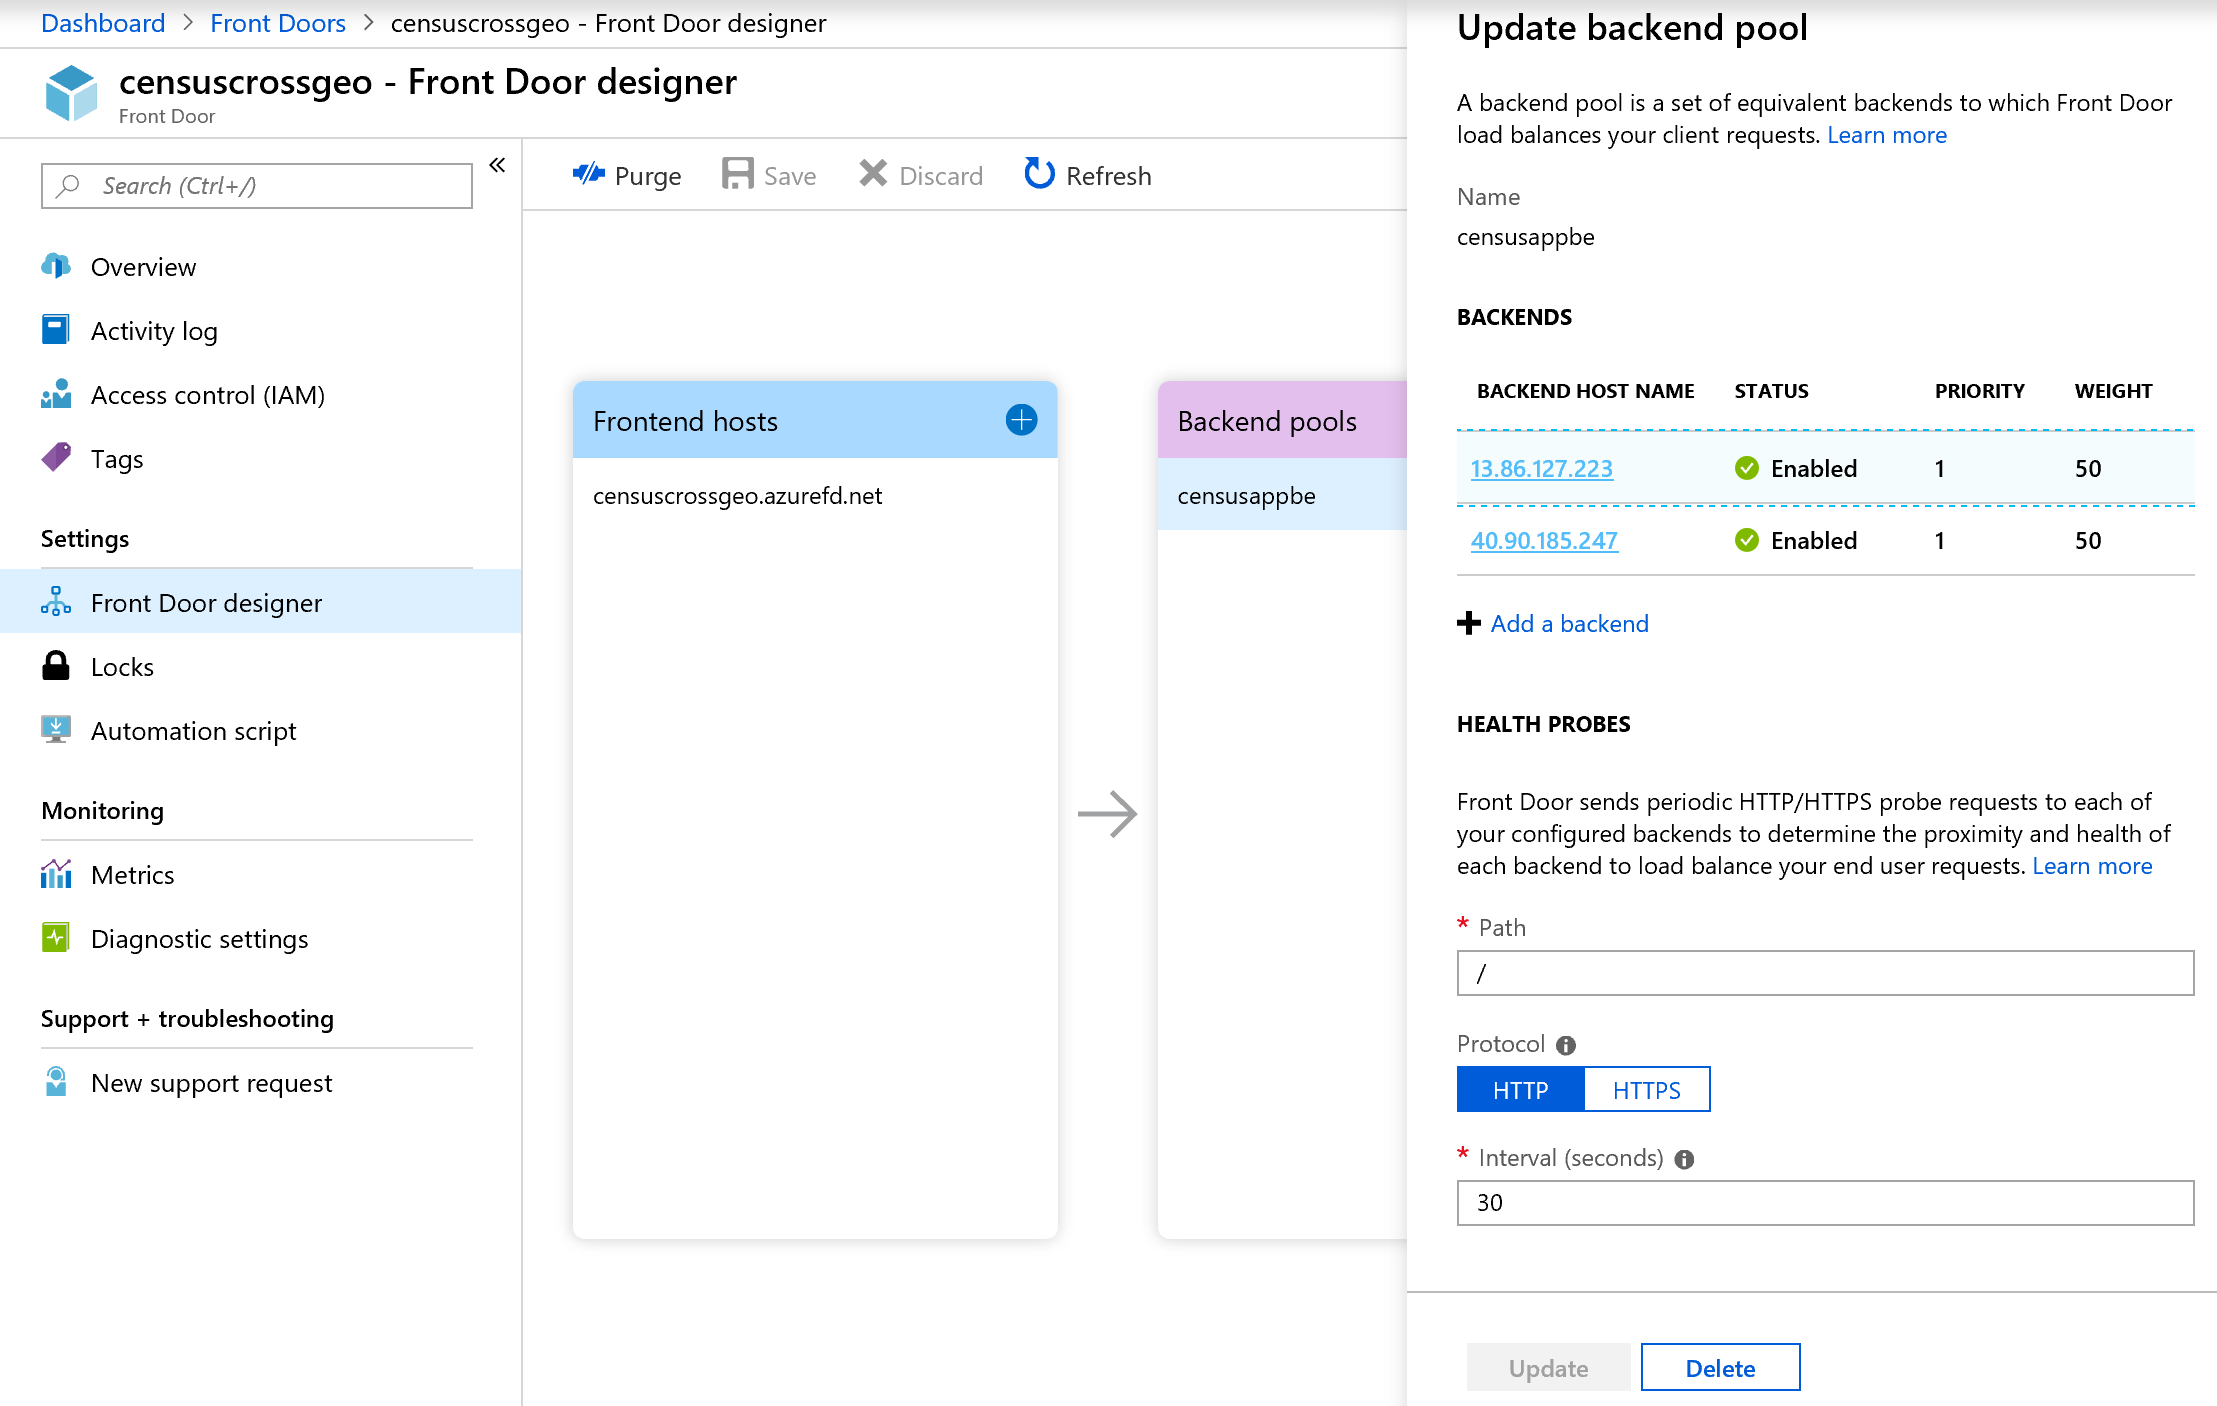 Dashboard > Front Doors > censuscrossgeo - Front Door designer
censuscrossgeo - Front Door designer
Front Door
Search (Ctrl+/)
«
Overview
Activity log
Access control (IAM)
Tags
Settings
Front Door designer
Locks
Automation script
Monitoring
Metrics
Diagnostic settings
Support + troubleshooting
New support request
Purge Save Discard Refresh
Frontend hosts
censuscrossgeo.azurefd.net
Backend pools
censusappbe
Update backend pool
A backend pool is a set of equivalent backends to which Front Door
load balances your client requests. Learn more
Name
censusappbe
BACKENDS
BACKEND HOST NAME STATUS PRIORITY WEIGHT
13.86.127.223 Enabled 1 50
40.90.185.247 Enabled 1 50
Add a backend
HEALTH PROBES
Front Door sends periodic HTTP/HTTPS probe requests to each of
your configured backends to determine the proximity and health of
each backend to load balance your end user requests. Learn more
* Path
/
Protocol
HTTP HTTPS
* Interval (seconds)
30
Update Delete